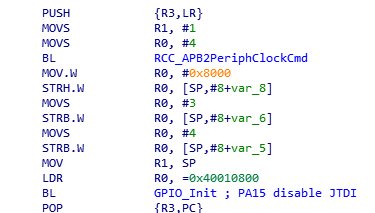 PUSH {R3,LR}
MOVS R1, #1
MOVS R0, #4
BL RCC_APB2PeriphClockCmd
MOV.W R0, #0x8000
STRH.W R0, [SP,#8+var_8]
MOVS R0, #3
STRB.W R0, [SP,#8+var_6]
MOVS R0, #4
STRB.W R0, [SP,#8+var_5]
MOV R1, SP
LDR R0, =0x40010800
BL GPIO_Init ; PA15 disable JTDI
POP {R3,PC}